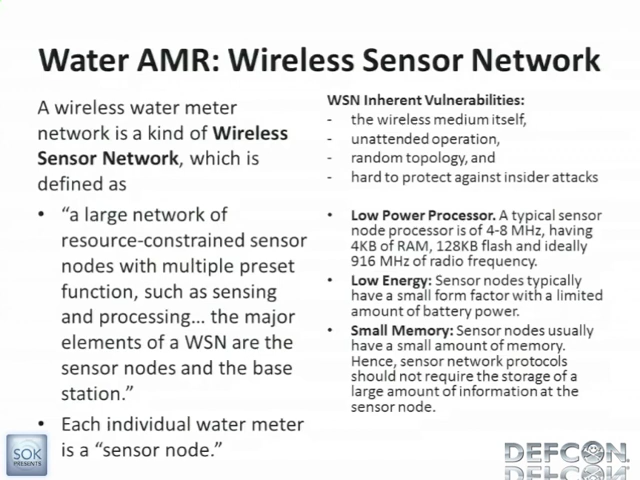 Water AMR: Wireless Sensor Network
A wireless water meter
network is a kind of Wireless
Sensor Network, which is
defined as
• “a large network of
resource-constrained sensor
nodes with multiple preset
function, such as sensing
and processing... the major
elements of a WSN are the
sensor nodes and the base
station.”
• Each individual water meter
is a “sensor node.”
WSN Inherent Vulnerabilities:
- the wireless medium itself,
- unattended operation,
- random topology, and
- hard to protect against insider attacks
• Low Power Processor. A typical sensor
node processor is of 4-8 MHz, having
4KB of RAM, 128KB flash and ideally
916 MHz of radio frequency.
• Low Energy: Sensor nodes typically
have a small form factor with a limited
amount of battery power.
• Small Memory: Sensor nodes usually
have a small amount of memory.
Hence, sensor network protocols
should not require the storage of a
large amount of information at the
sensor node.
SOK
PRESENTS
DEFCON